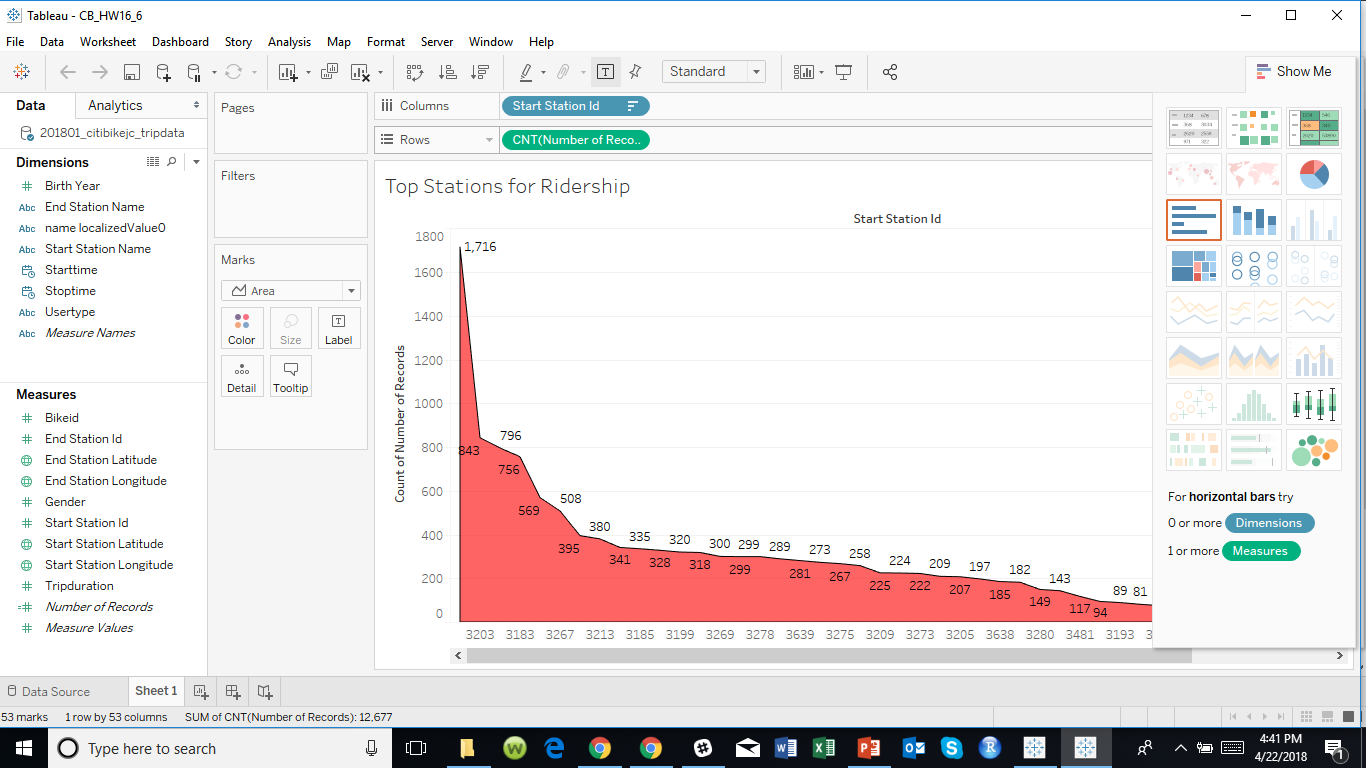 Tableau - CB_HW16_6
File Data Worksheet Dashboard Story Analysis Map Format Server Window Help
Standard
Show Me
Data Analytics
201801_citibikejc_tripdata
Dimensions
Birth Year
Abc End Station Name
Abc name localizedValue0
Abc Start Station Name
Starttime
Stoptime
Abc Usertype
Abc Measure Names
Measures
Bikeid
End Station Id
End Station Latitude
End Station Longitude
Gender
Start Station Id
Start Station Latitude
Start Station Longitude
Tripduration
Number of Records
Measure Values
Pages
Filters
Marks
Area
Color Size Label
Detail Tooltip
Columns Start Station Id
Rows CNT(Number of Reco..
Top Stations for Ridership
Start Station Id
Count of Number of Records
1800
1600
1400
1200
1000
800
600
400
200
0
1,716
843
796
756
569
508
395
380
341
335
328
320
318
300
299
299
289
281
273
267
258
225
224
222
209
207
197
185
182
149
143
117
94
89
81
3203 3183 3267 3213 3185 3199 3269 3278 3639 3275 3209 3273 3205 3638 3280 3481 3193 3
For horizontal bars try
0 or more Dimensions
1 or more Measures
Data Source Sheet 1
53 marks 1 row by 53 columns SUM of CNT(Number of Records): 12,677
Type here to search
4:41 PM
4/22/2018
1